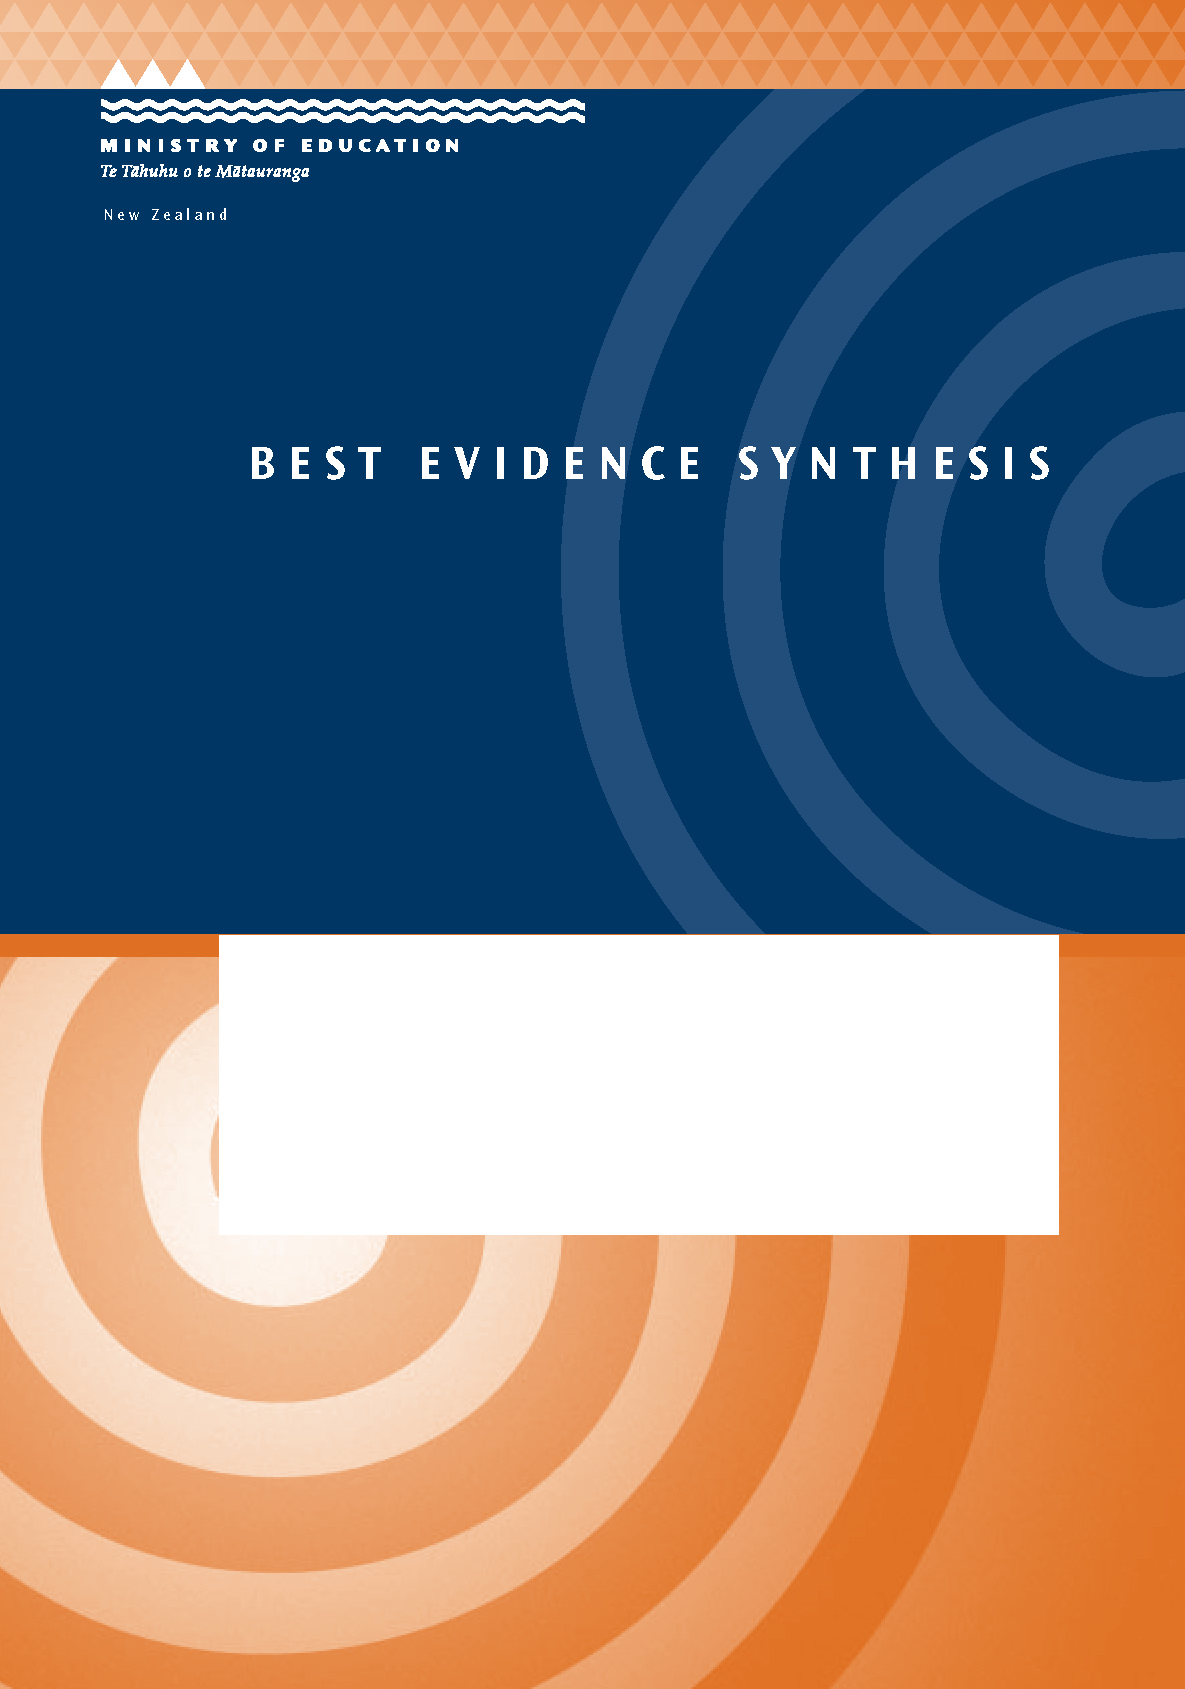 MINISTRY OF EDUCATION
Te Tāhuhu o te Mātauranga
New Zealand
BEST EVIDENCE SYNTHESIS